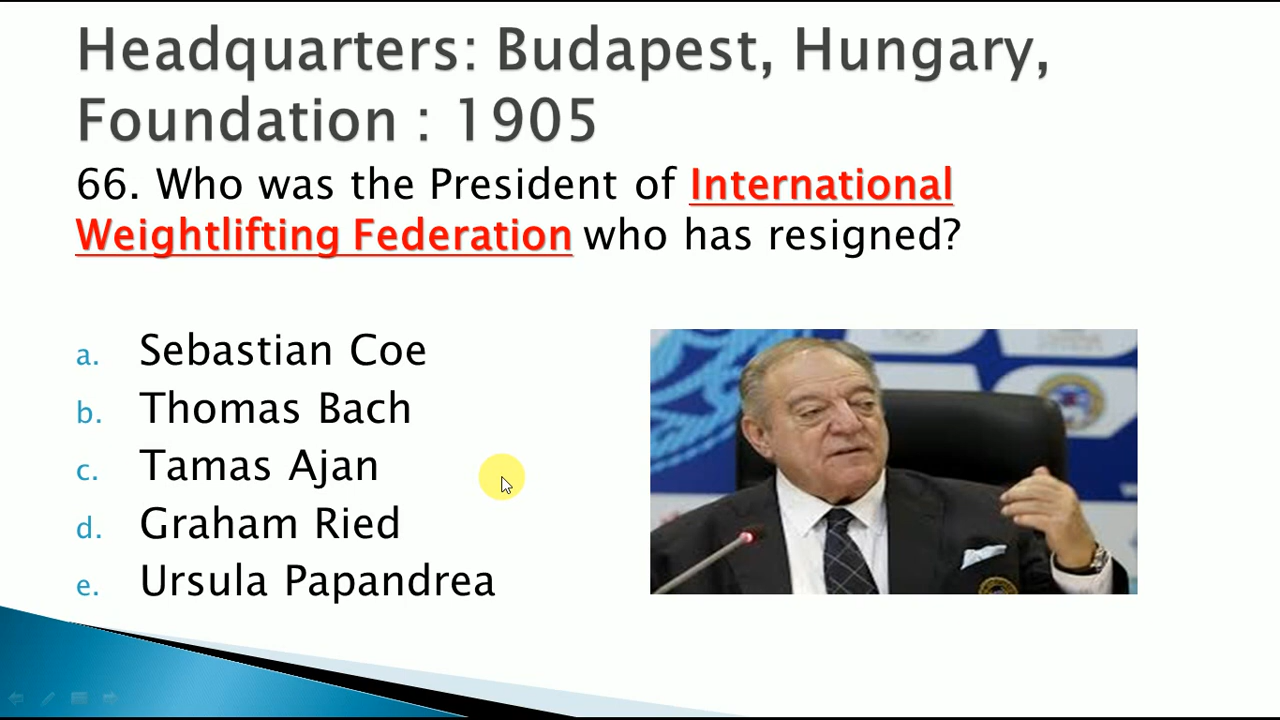 Headquarters: Budapest, Hungary,
Foundation : 1905
66. Who was the President of International
Weightlifting Federation who has resigned?
a. Sebastian Coe
b. Thomas Bach
c. Tamas Ajan
d. Graham Ried
e. Ursula Papandrea